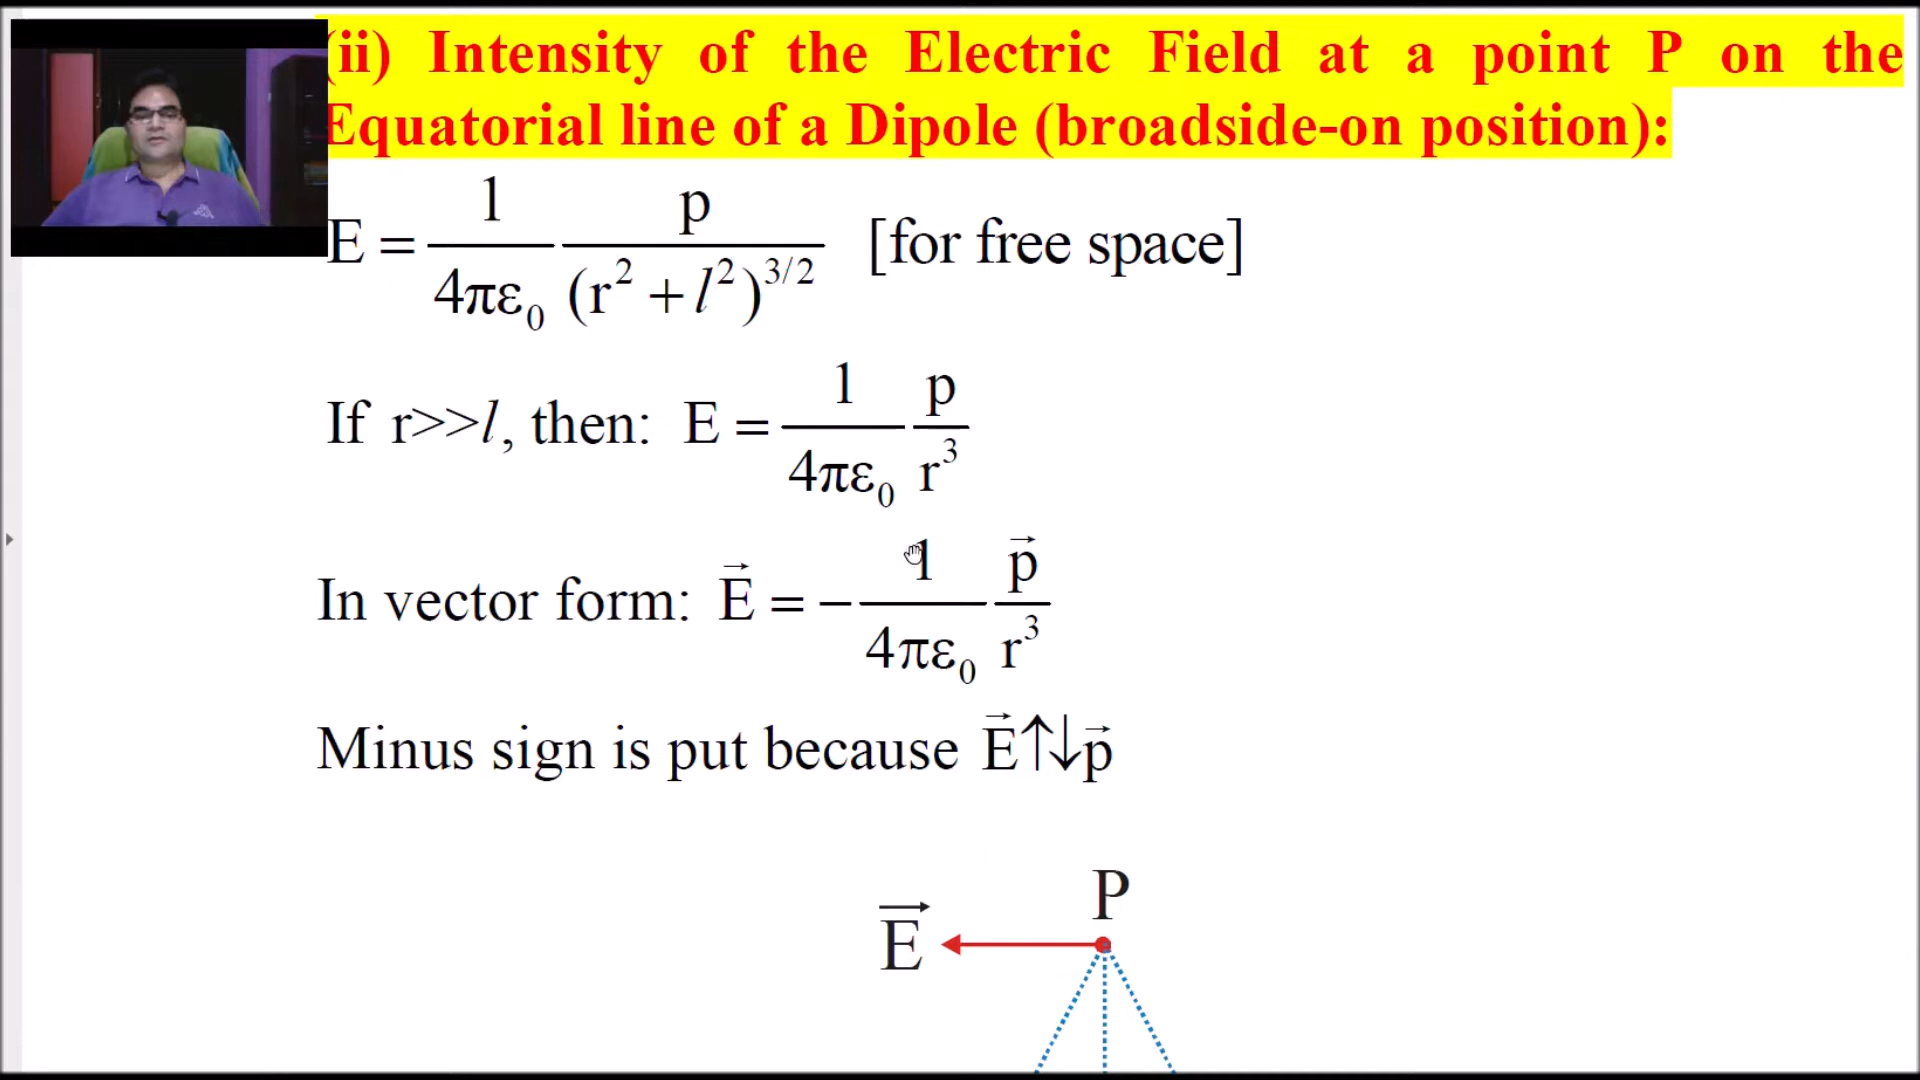 (ii) Intensity of the Electric Field at a point P on the
Equatorial line of a Dipole (broadside-on position):
E = 1/4πε₀ p/(r² + l²)^3/2 [for free space]
If r>>l, then: E = 1/4πε₀ p/r³
In vector form: E⃗ = − 1/4πε₀ p⃗/r³
Minus sign is put because E⃗↑↓p⃗
P
E⃗